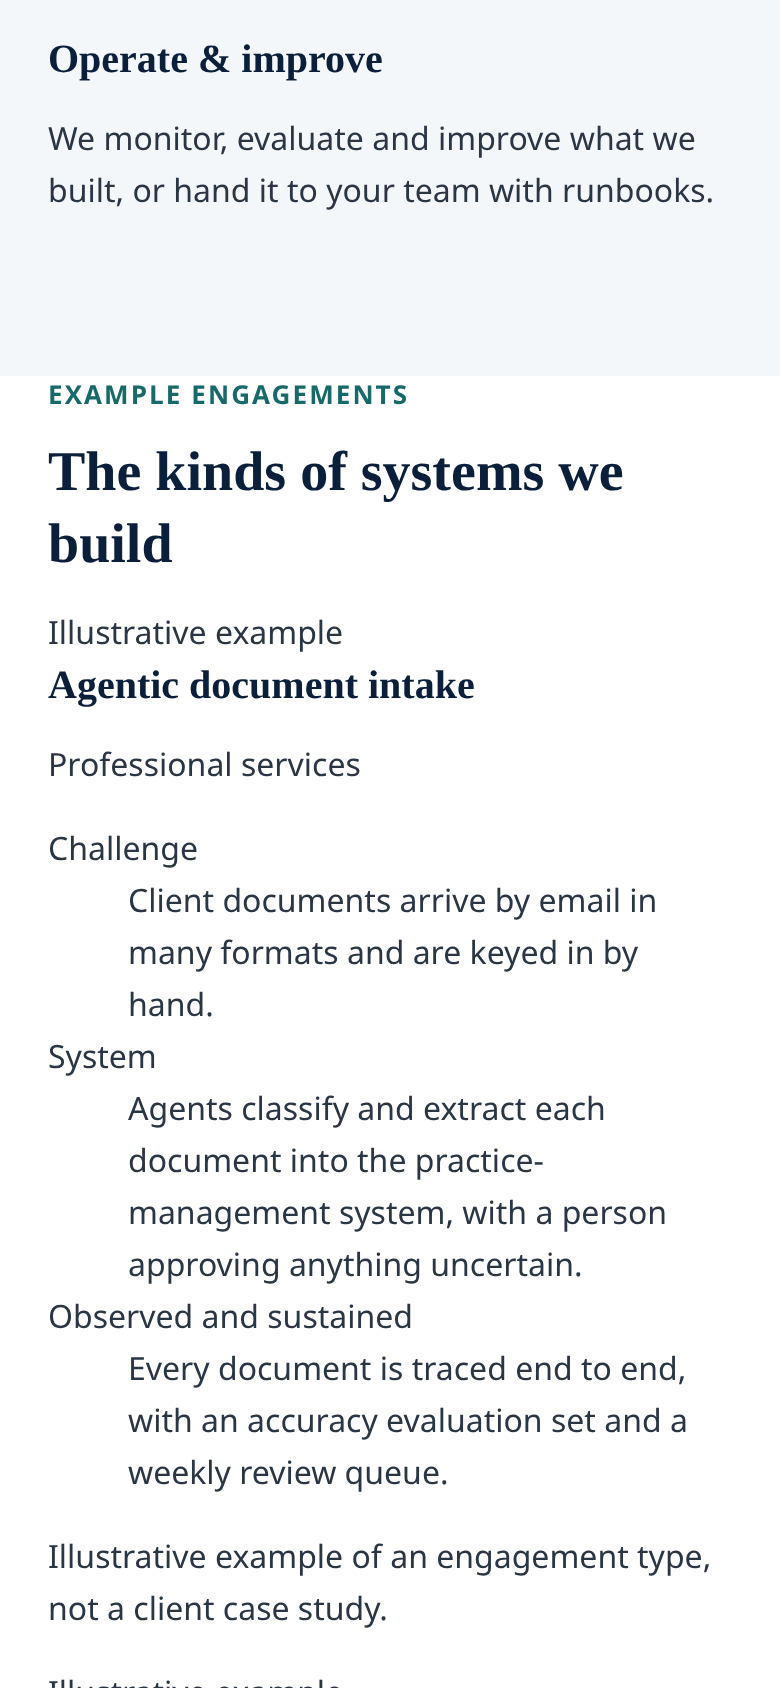 Operate & improve
We monitor, evaluate and improve what we
built, or hand it to your team with runbooks.
EXAMPLE ENGAGEMENTS
The kinds of systems we
build
Illustrative example
Agentic document intake
Professional services
Challenge
Client documents arrive by email in
many formats and are keyed in by
hand.
System
Agents classify and extract each
document into the practice-
management system, with a person
approving anything uncertain.
Observed and sustained
Every document is traced end to end,
with an accuracy evaluation set and a
weekly review queue.
Illustrative example of an engagement type,
not a client case study.
Illustrative example